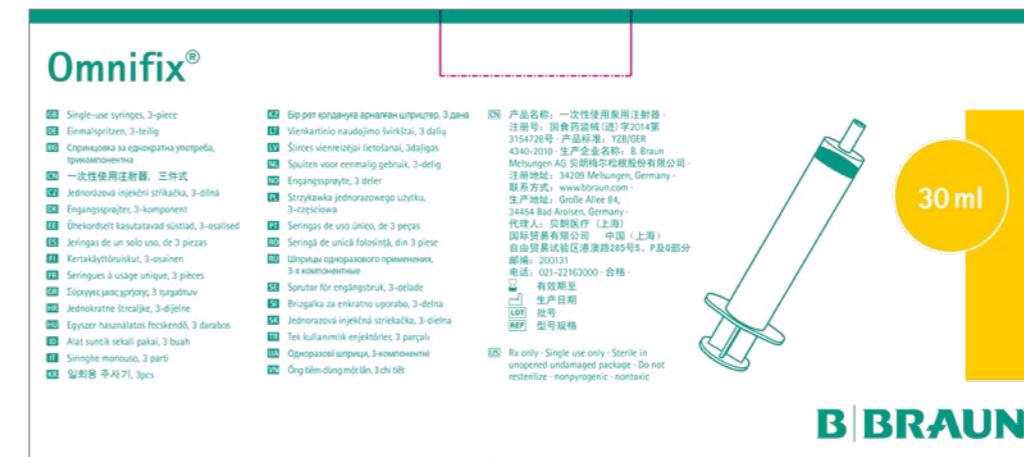 Omnifix®
GB Single-use syringes, 3-piece
DE Einmalspritzen, 3-teilig
BG Спринцовка за еднократна употреба,
трикомпонентна
CN 一次性使用注射器，三件式
CZ Jednorázová injekční stříkačka, 3-dílná
DK Engangssprøjter, 3-komponent
EE Ühekordselt kasutatavad süstlad, 3-osalised
ES Jeringas de un solo uso, de 3 piezas
FI Kertakäyttöruiskut, 3-osainen
FR Seringues à usage unique, 3 pièces
GR Σύριγγες μιας χρήσης, 3 τμημάτων
HR Jednokratne štrcaljke, 3-dijelne
HU Egyszer használatos fecskendő, 3 darabos
ID Alat suntik sekali pakai, 3 buah
IT Siringhe monouso, 3 parti
KR 일회용 주사기, 3pcs
KZ Бір рет қолдануға арналған шприцтер, 3 дана
LT Vienkartinio naudojimo švirkštai, 3 dalių
LV Šļirces vienreizējai lietošanai, 3daļīgas
NL Spuiten voor eenmalig gebruik, 3-delig
NO Engangssprøyte, 3 deler
PL Strzykawka jednorazowego użytku,
3-częściowa
PT Seringas de uso único, de 3 peças
RO Seringă de unică folosință, din 3 piese
RU Шприцы одноразового применения,
3-х компонентные
SE Sprutor för engångsbruk, 3-delade
SI Brizgalka za enkratno uporabo, 3-delna
SK Jednorazová injekčná striekačka, 3-dielna
TR Tek kullanımlık enjektörler, 3 parçalı
UA Одноразові шприци, 3-компонентні
VN Ống tiêm dùng một lần, 3 chi tiết
CN 产品名称：一次性使用泵用注射器 ·
注册号：国食药监械(进)字2014第
3154728号 · 产品标准：YZB/GER
4340-2010 · 生产企业名称：B. Braun
Melsungen AG 贝朗梅尔松根股份有限公司 ·
注册地址：34209 Melsungen, Germany ·
联系方式：www.bbraun.com ·
生产地址：Große Allee 84,
34454 Bad Arolsen, Germany ·
代理人：贝朗医疗（上海）
国际贸易有限公司 中国（上海）
自由贸易试验区港澳路285号S、P及Q部分
邮编：200131
电话：021-22163000 · 合格 ·
有效期至
生产日期
LOT 批号
REF 型号规格
US Rx only · Single use only · Sterile in
unopened undamaged package · Do not
resterilize · nonpyrogenic · nontoxic
30 ml
B|BRAUN